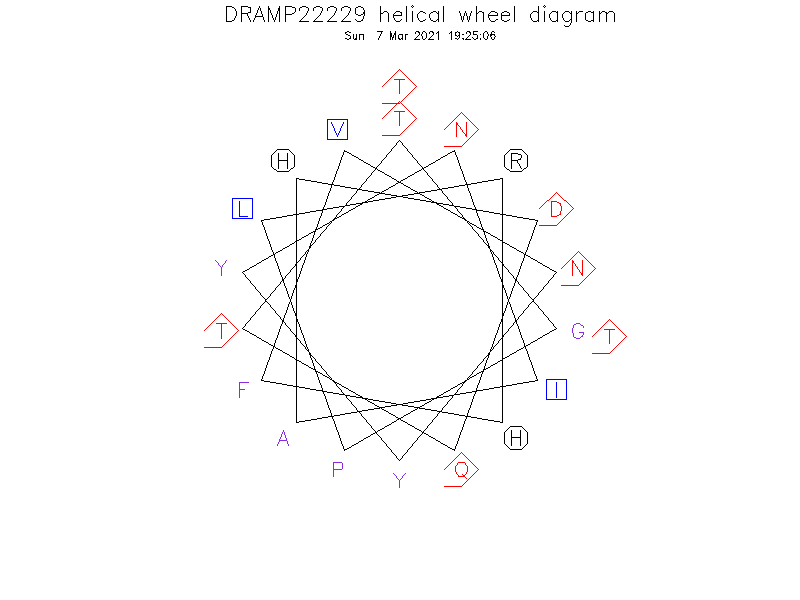 DRAMP22229 helical wheel diagram
Sun 7 Mar 2021 19:25:06
T
T
V N
H R
L D
Y N
T G T
F I
A H
P Q
Y